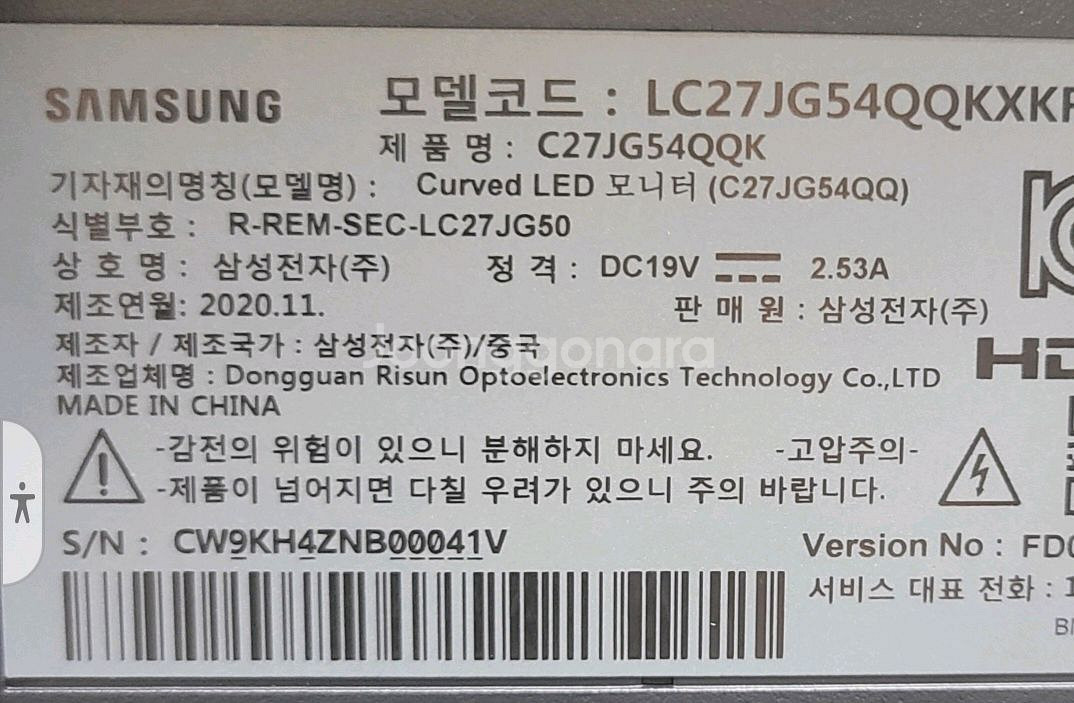 SAMSUNG 모델코드 : LC27JG54QQKXK
제 품 명 : C27JG54QQK
기자재의명칭(모델명) : Curved LED 모니터 (C27JG54QQ)
식별부호 : R-REM-SEC-LC27JG50
상 호 명 : 삼성전자(주) 정 격 : DC19V 2.53A
제조연월: 2020.11. 판 매 원 : 삼성전자(주)
제조자 / 제조국가 : 삼성전자(주)/중국
joonggonara
제조업체명 : Dongguan Risun Optoelectronics Technology Co.,LTD
MADE IN CHINA
-감전의 위험이 있으니 분해하지 마세요. -고압주의-
-제품이 넘어지면 다칠 우려가 있으니 주의 바랍니다.
S/N : CW9KH4ZNB00041V Version No : FD0
서비스 대표 전화 : 1